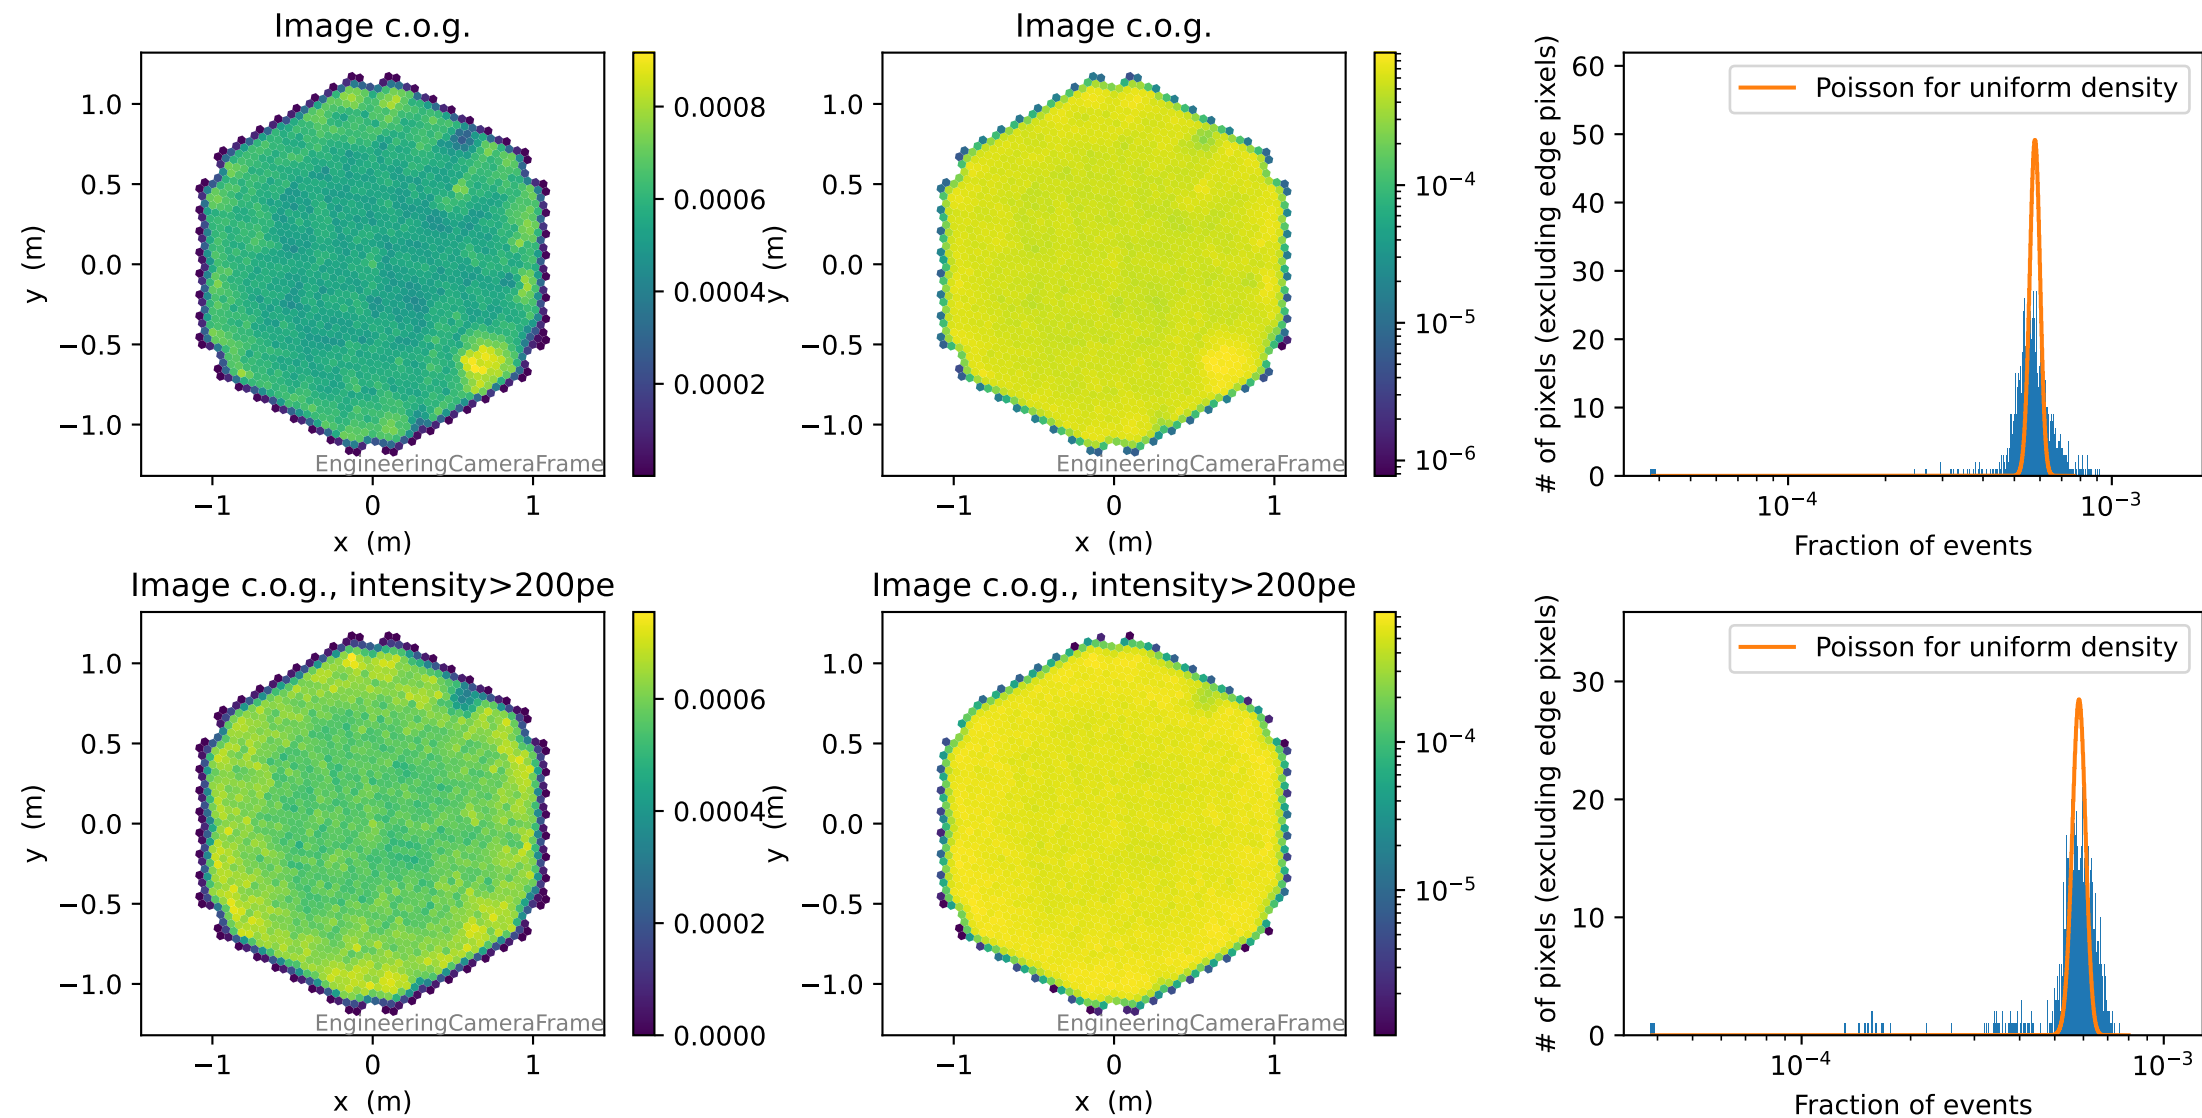 Image c.o.g.
1.0
0.5
0.0
−0.5
−1.0
y (m)
−1
0
1
x (m)
EngineeringCameraFrame
0.0008
0.0006
0.0004
0.0002
Image c.o.g.
1.0
0.5
0.0
−0.5
−1.0
y (m)
−1
0
1
x (m)
EngineeringCameraFrame
10⁻⁴
10⁻⁵
10⁻⁶
# of pixels (excluding edge pixels)
60
50
40
30
20
10
0
Poisson for uniform density
10⁻⁴
10⁻³
Fraction of events
Image c.o.g., intensity>200pe
1.0
0.5
0.0
−0.5
−1.0
y (m)
−1
0
1
x (m)
EngineeringCameraFrame
0.0006
0.0004
0.0002
0.0000
Image c.o.g., intensity>200pe
1.0
0.5
0.0
−0.5
−1.0
y (m)
−1
0
1
x (m)
EngineeringCameraFrame
10⁻⁴
10⁻⁵
# of pixels (excluding edge pixels)
30
20
10
0
Poisson for uniform density
10⁻⁴
10⁻³
Fraction of events